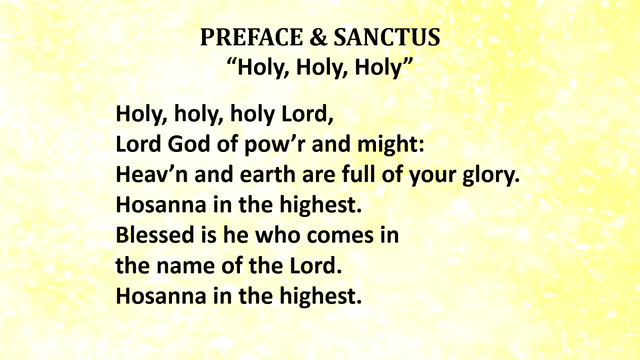 PREFACE & SANCTUS
“Holy, Holy, Holy”
Holy, holy, holy Lord,
Lord God of pow’r and might:
Heav’n and earth are full of your glory.
Hosanna in the highest.
Blessed is he who comes in
the name of the Lord.
Hosanna in the highest.